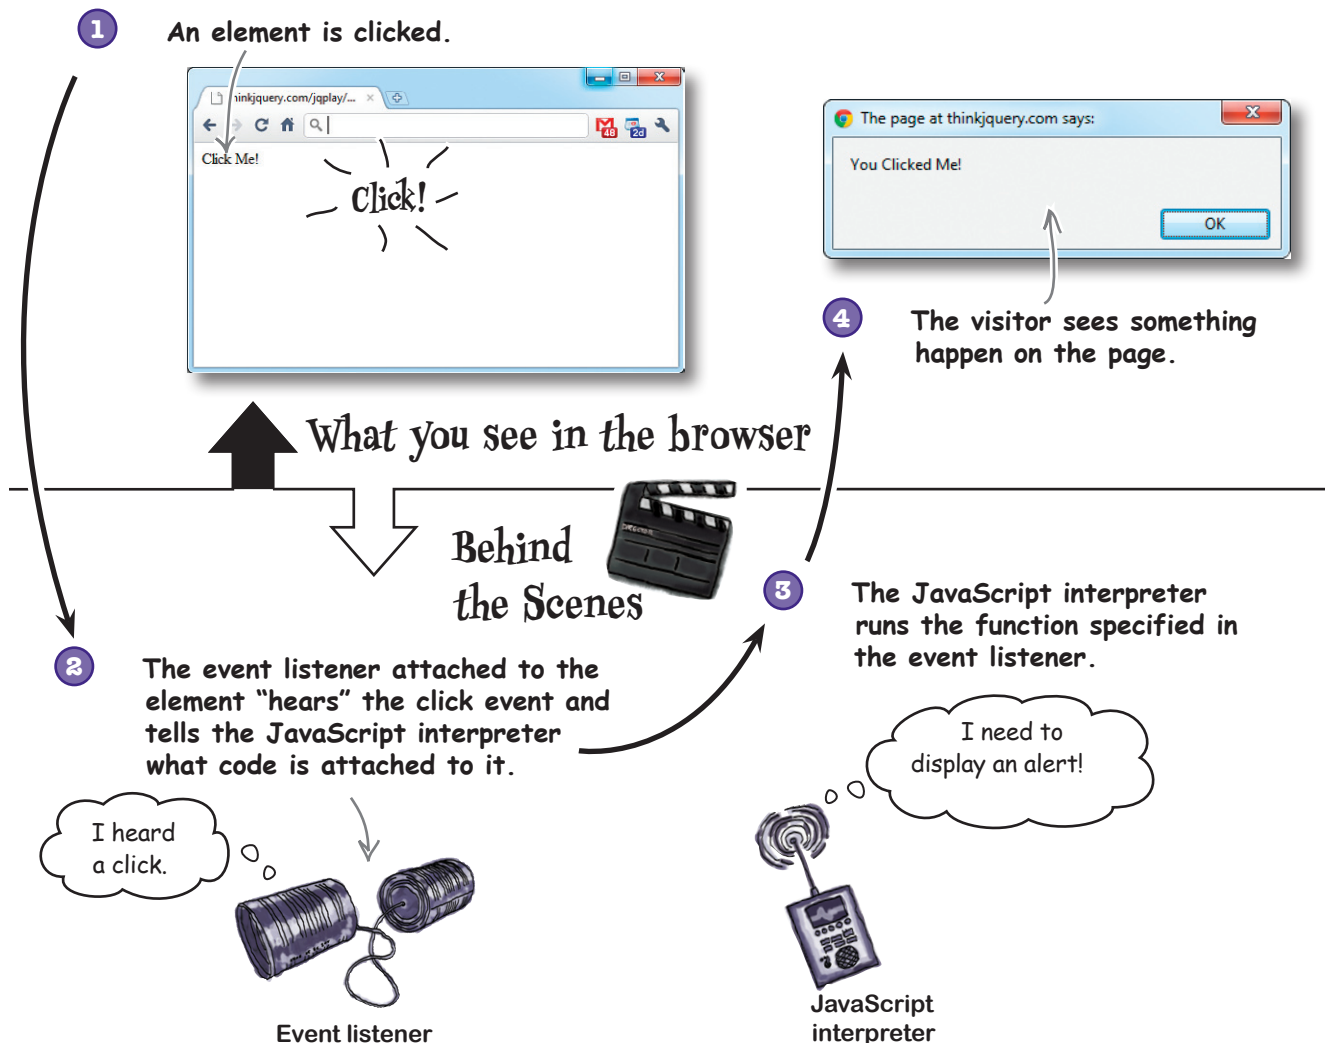 1
An element is clicked.
hinkjquery.com/jqplay/...
48
2d
Click Me!
Click!
The page at thinkjquery.com says:
You Clicked Me!
OK
4
The visitor sees something
happen on the page.
What you see in the browser
Behind
the Scenes
2
The event listener attached to the
element “hears” the click event and
tells the JavaScript interpreter
what code is attached to it.
3
The JavaScript interpreter
runs the function specified in
the event listener.
I heard
a click.
I need to
display an alert!
Event listener
JavaScript
interpreter